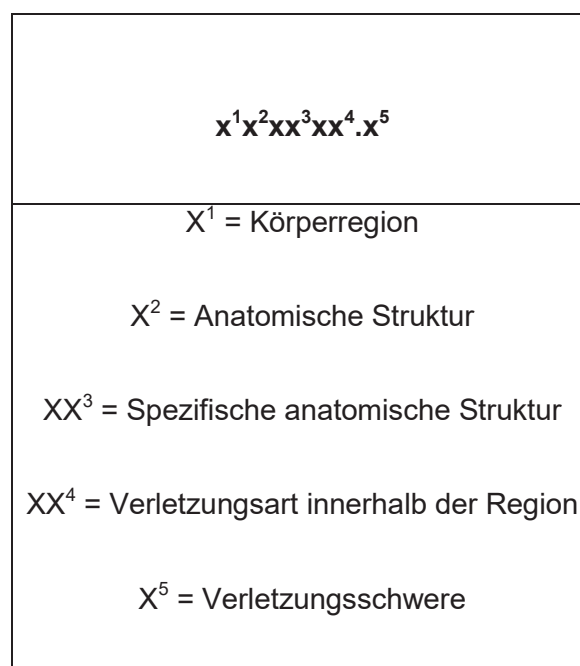 x¹x²xx³xx⁴.x⁵
X¹ = Körperregion
X² = Anatomische Struktur
XX³ = Spezifische anatomische Struktur
XX⁴ = Verletzungsart innerhalb der Region
X⁵ = Verletzungsschwere